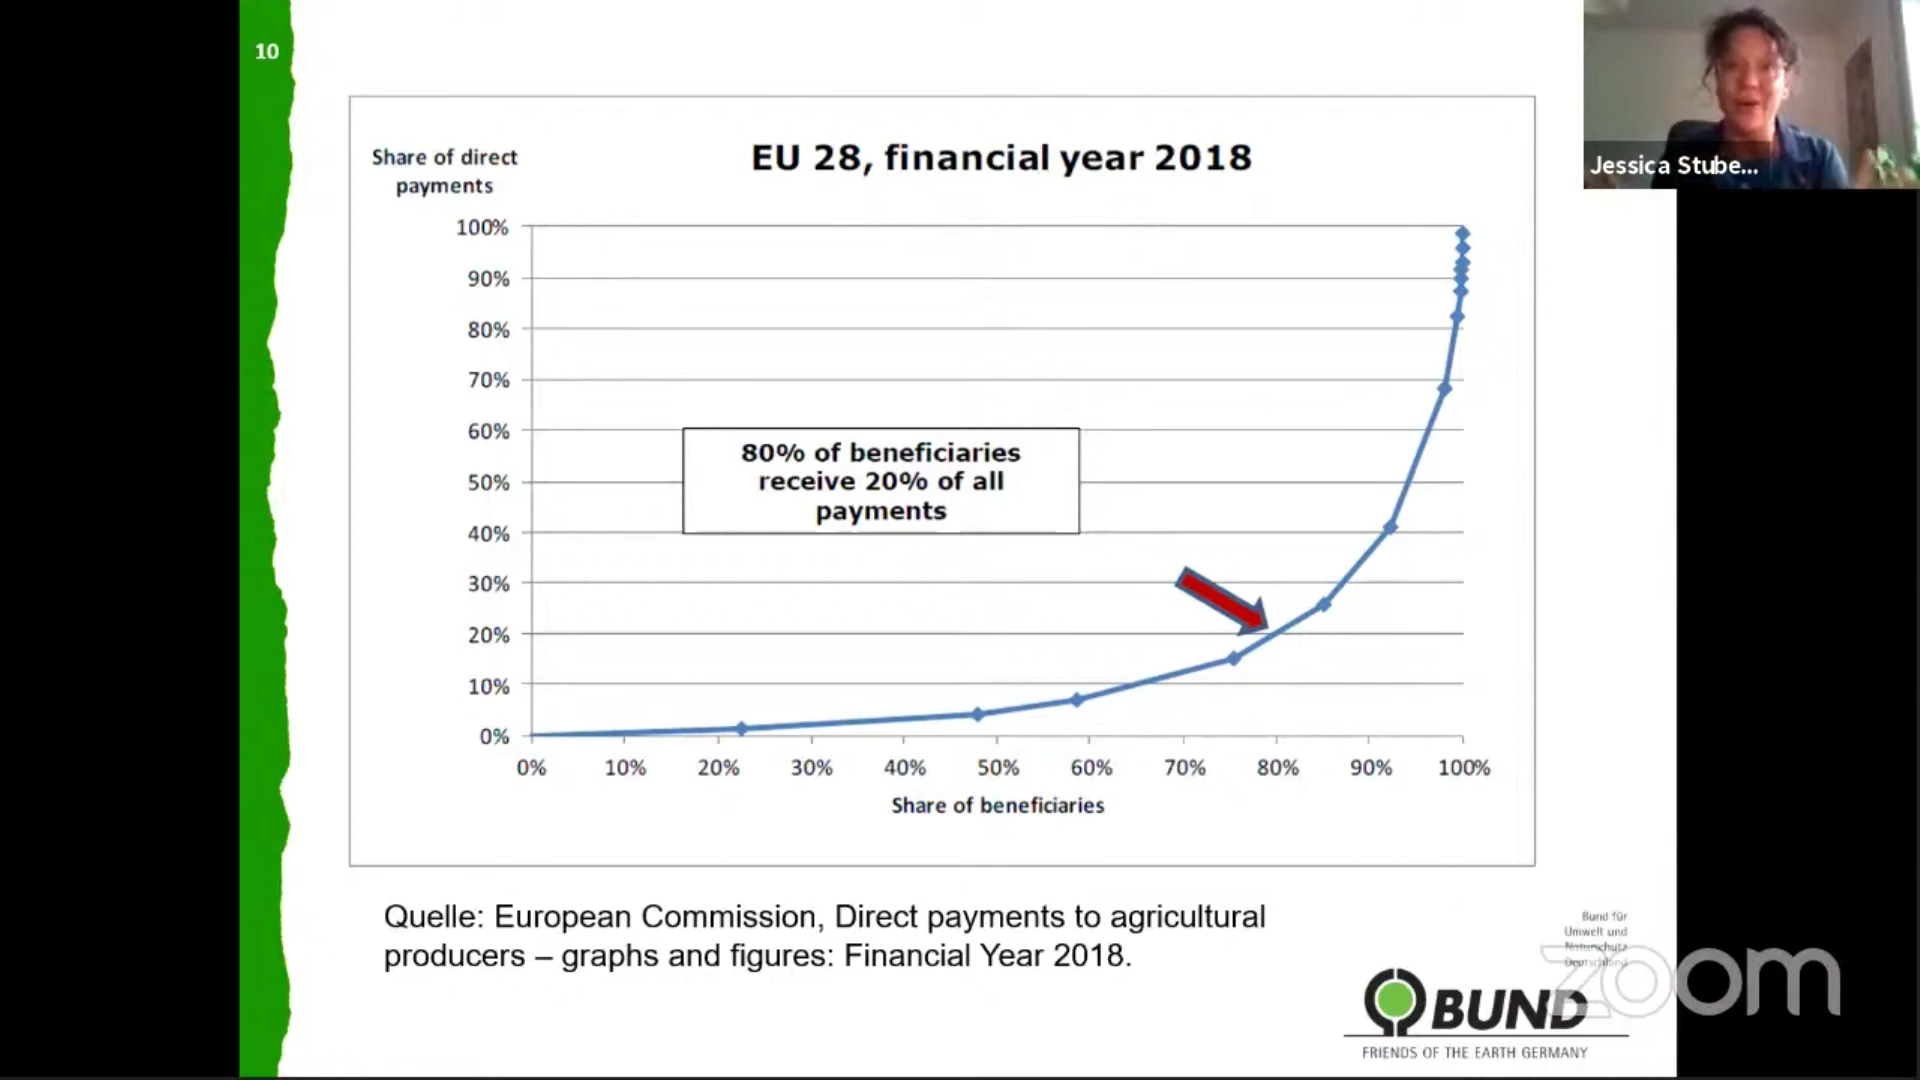 10
Jessica Stube...
Share of direct
payments
EU 28, financial year 2018
100%
90%
80%
70%
60%
50%
40%
30%
20%
10%
0%
80% of beneficiaries
receive 20% of all
payments
0% 10% 20% 30% 40% 50% 60% 70% 80% 90% 100%
Share of beneficiaries
Quelle: European Commission, Direct payments to agricultural
producers – graphs and figures: Financial Year 2018.
Bund für
Umwelt und
Naturschutz
Deutschland
zoom
BUND
FRIENDS OF THE EARTH GERMANY